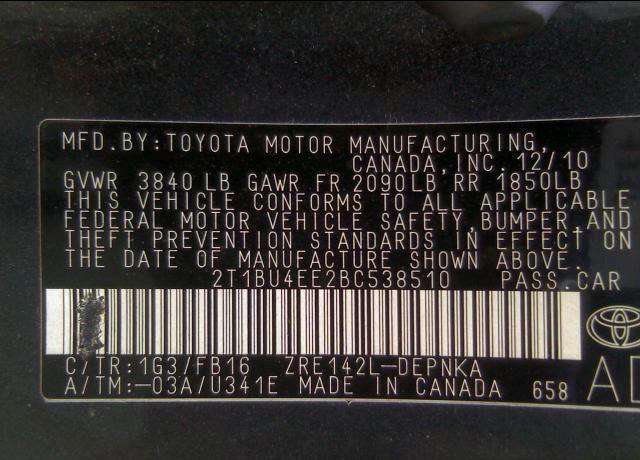 MFD.BY:TOYOTA MOTOR MANUFACTURING,
CANADA,INC. 12/10
GVWR 3840 LB GAWR FR 2090LB RR 1850LB
THIS VEHICLE CONFORMS TO ALL APPLICABLE
FEDERAL MOTOR VEHICLE SAFETY,BUMPER,AND
THEFT PREVENTION STANDARDS IN EFFECT ON
THE DATE OF MANUFACTURE SHOWN ABOVE.
2T1BU4EE2BC538510 PASS.CAR
C/TR:1G3/FB16 ZRE142L-DEPNKA
A/TM:-03A/U341E MADE IN CANADA 658 A